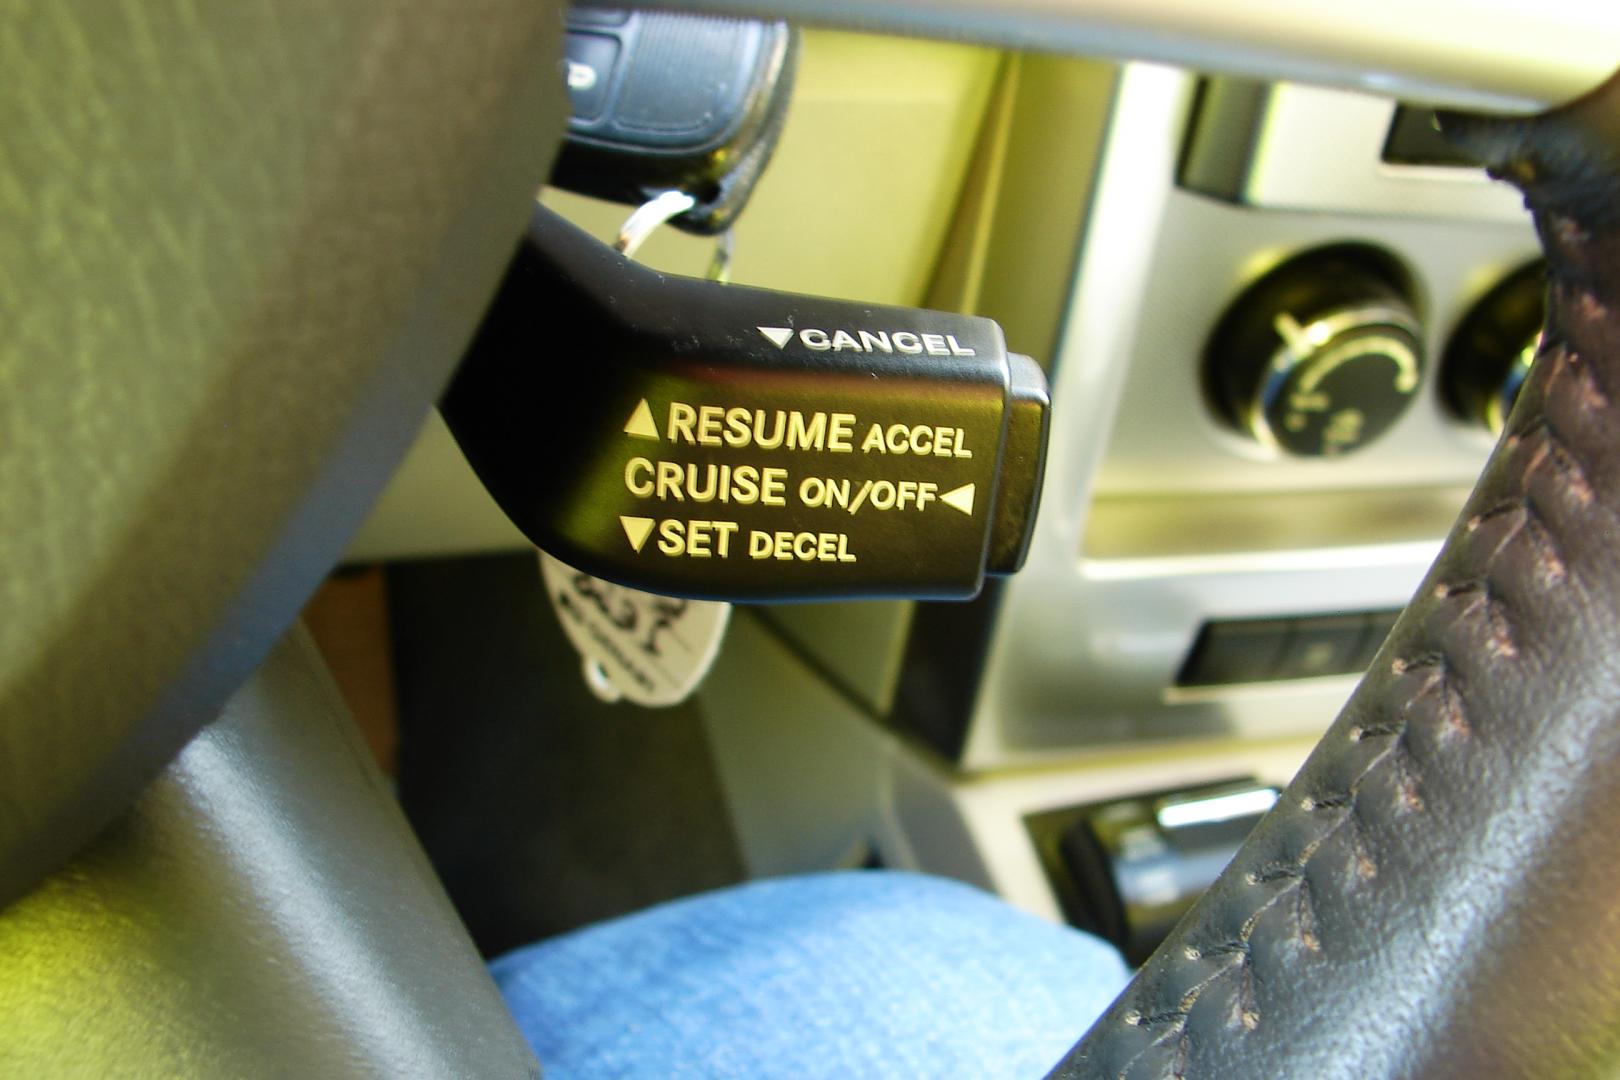 ▼CANCEL
▲RESUME ACCEL
CRUISE ON/OFF◀
▼SET DECEL